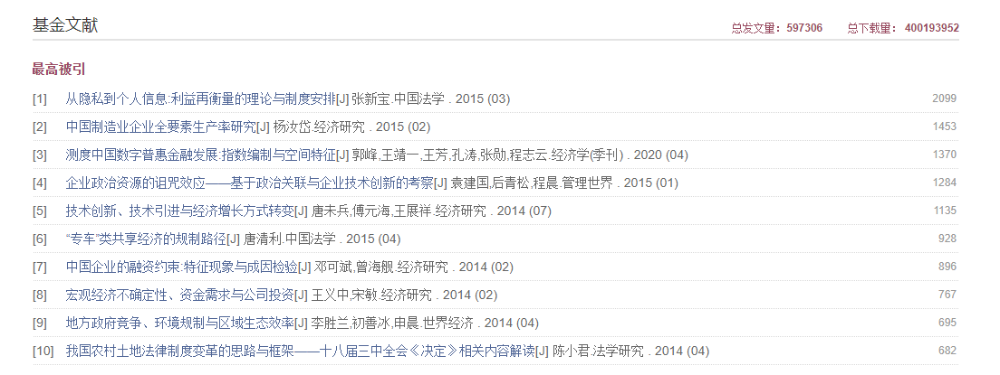 基金文献 总发文量：597306 总下载量： 400193952
最高被引
[1] 从隐私到个人信息:利益再衡量的理论与制度安排[J] 张新宝.中国法学 . 2015 (03) 2099
[2] 中国制造业企业全要素生产率研究[J] 杨汝岱.经济研究 . 2015 (02) 1453
[3] 测度中国数字普惠金融发展:指数编制与空间特征[J] 郭峰,王靖一,王芳,孔涛,张勋,程志云.经济学(季刊) . 2020 (04) 1370
[4] 企业政治资源的诅咒效应——基于政治关联与企业技术创新的考察[J] 袁建国,后青松,程晨.管理世界 . 2015 (01) 1284
[5] 技术创新、技术引进与经济增长方式转变[J] 唐未兵,傅元海,王展祥.经济研究 . 2014 (07) 1135
[6] “专车”类共享经济的规制路径[J] 唐清利.中国法学 . 2015 (04) 928
[7] 中国企业的融资约束:特征现象与成因检验[J] 邓可斌,曾海舰.经济研究 . 2014 (02) 896
[8] 宏观经济不确定性、资金需求与公司投资[J] 王义中,宋敏.经济研究 . 2014 (02) 767
[9] 地方政府竞争、环境规制与区域生态效率[J] 李胜兰,初善冰,申晨.世界经济 . 2014 (04) 695
[10] 我国农村土地法律制度变革的思路与框架——十八届三中全会《决定》相关内容解读[J] 陈小君.法学研究 . 2014 (04) 682